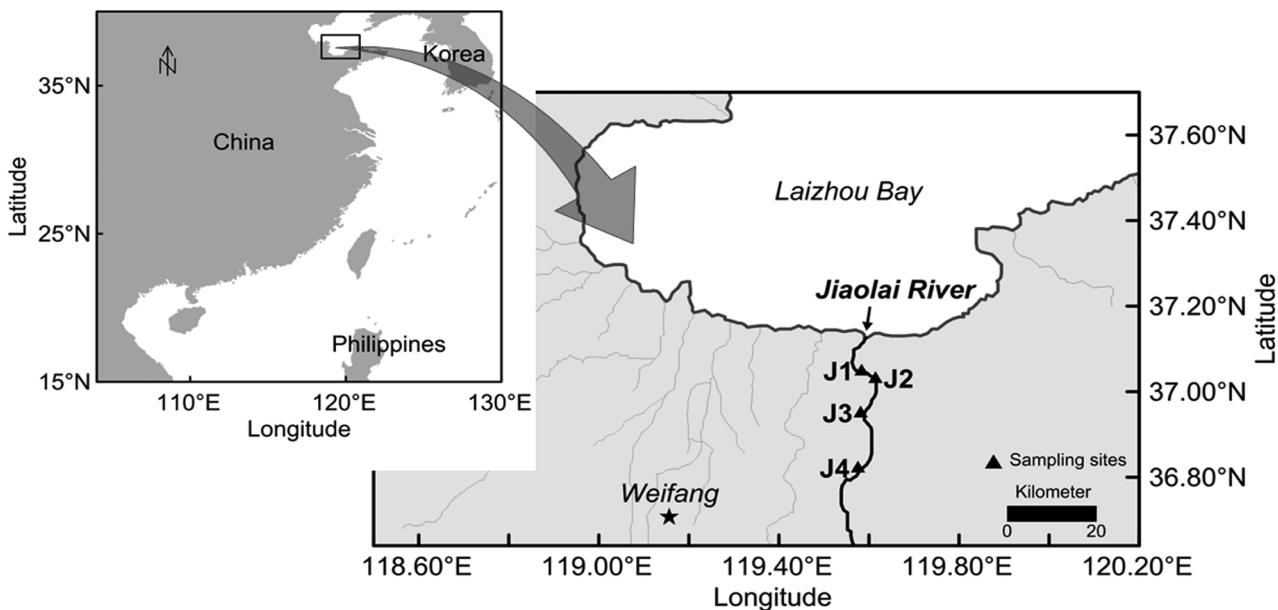 N
Korea
35°N
China
Latitude
25°N
Philippines
15°N
110°E
120°E
130°E
Longitude
37.60°N
Laizhou Bay
37.40°N
Jiaolai River
37.20°N
Latitude
J1
J2
37.00°N
J3
J4
Sampling sites
36.80°N
Weifang
Kilometer
0
20
118.60°E
119.00°E
119.40°E
119.80°E
120.20°E
Longitude